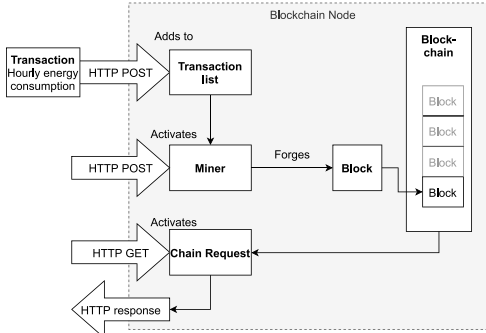 Blockchain Node
Adds to
Block-
chain
Transaction
Hourly energy
consumption
HTTP POST
Transaction
list
Block
Block
Block
Block
Activates
HTTP POST
Miner
Forges
Block
Activates
HTTP GET
Chain Request
HTTP response